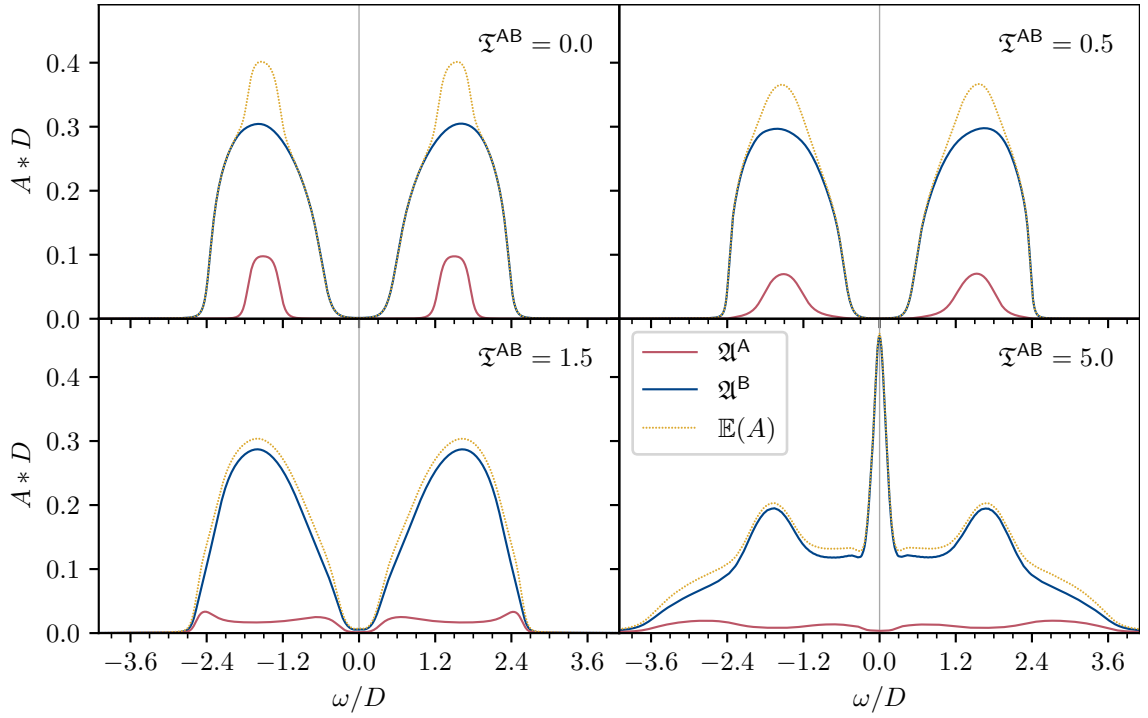 𝔗^AB = 0.0
𝔗^AB = 0.5
A ∗ D
0.4
0.3
0.2
0.1
0.0
𝔗^AB = 1.5
𝔗^AB = 5.0
𝔄^A
𝔄^B
𝔼(A)
A ∗ D
0.4
0.3
0.2
0.1
0.0
−3.6 −2.4 −1.2 0.0 1.2 2.4 3.6
−3.6 −2.4 −1.2 0.0 1.2 2.4 3.6
ω/D
ω/D